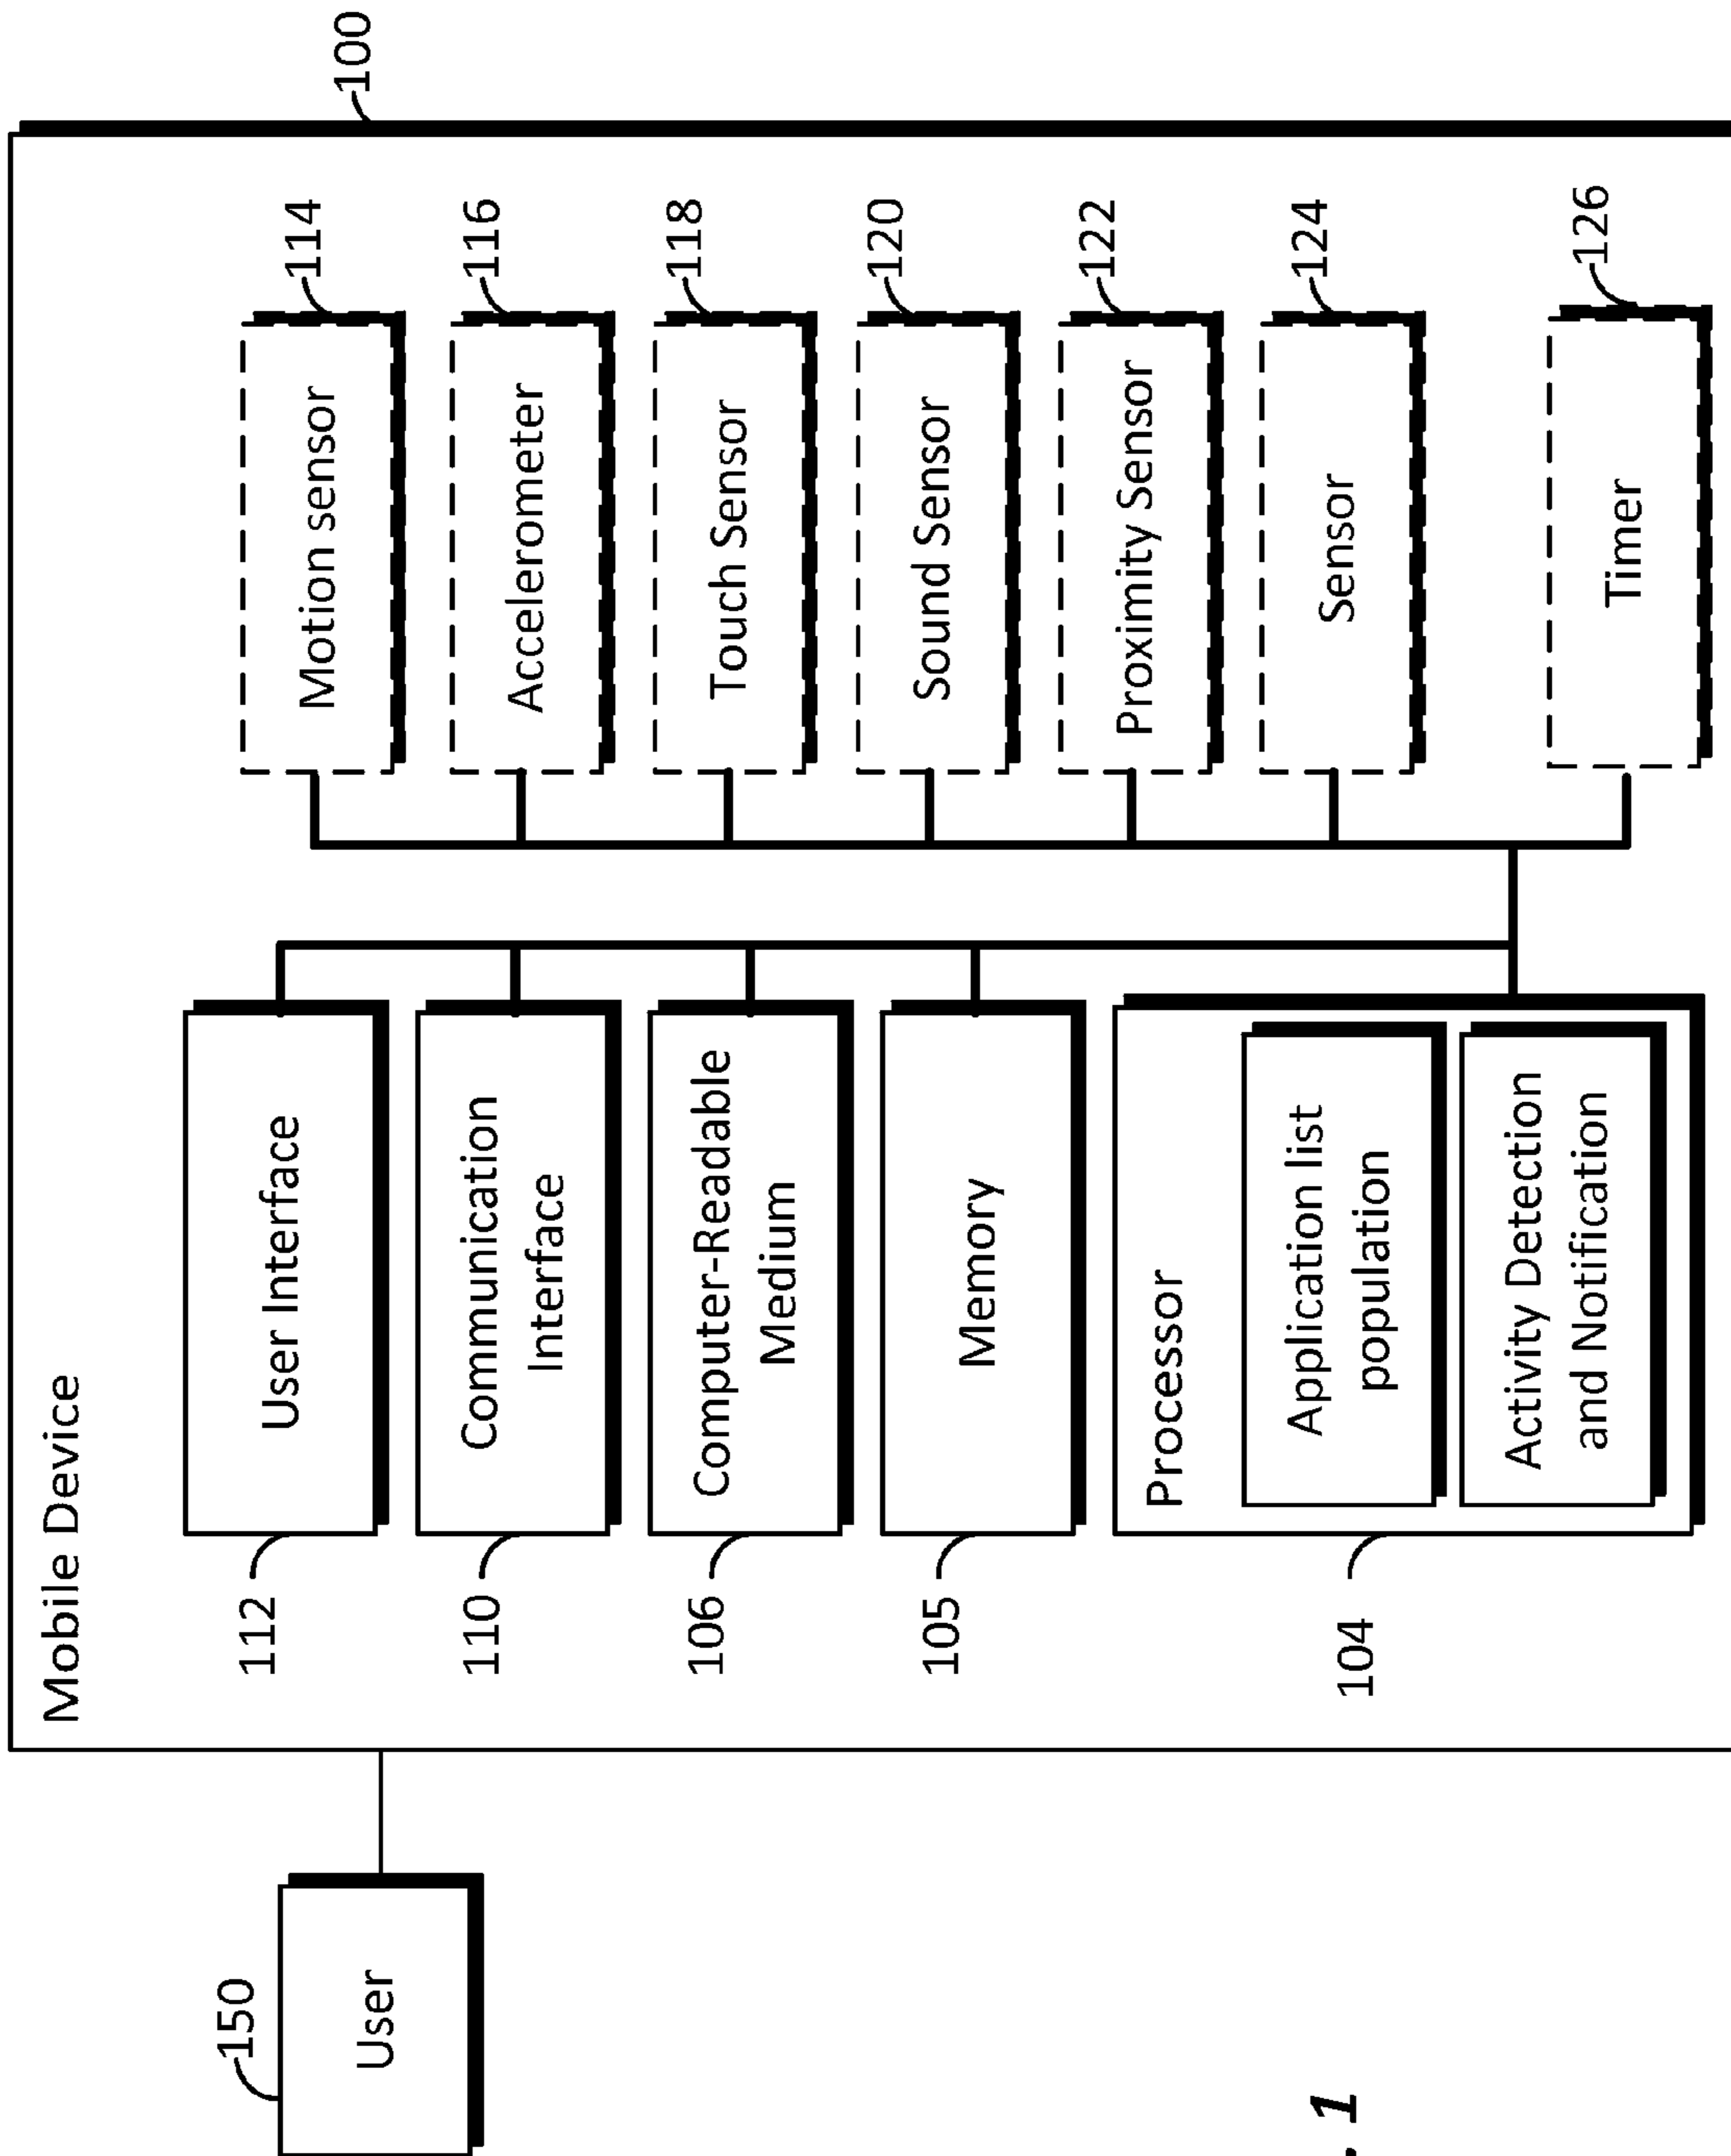 Mobile Device
100
150
User
112
User Interface
110
Communication
Interface
106
Computer-Readable
Medium
105
Memory
104
Processor
Application list
population
Activity Detection
and Notification
Motion sensor
114
Accelerometer
116
Touch Sensor
118
Sound Sensor
120
Proximity Sensor
122
Sensor
124
Timer
126
. 1